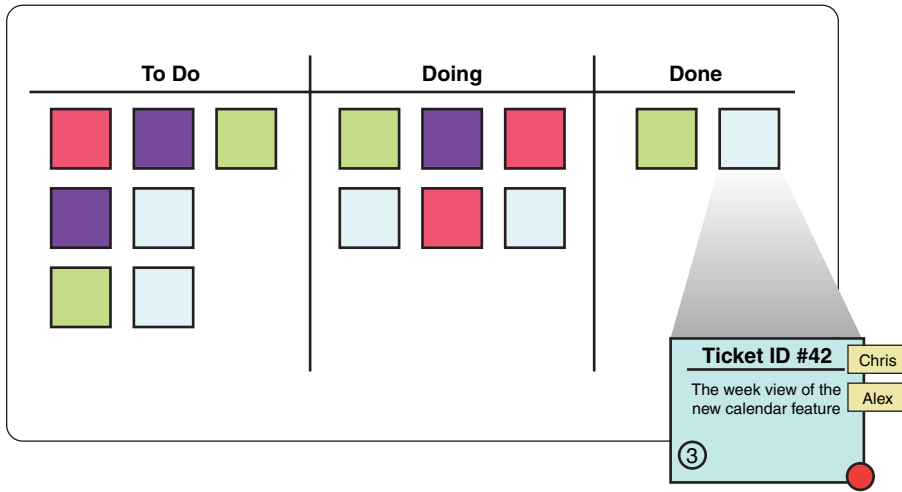 To Do
Doing
Done
Ticket ID #42
Chris
The week view of the
new calendar feature
Alex
3